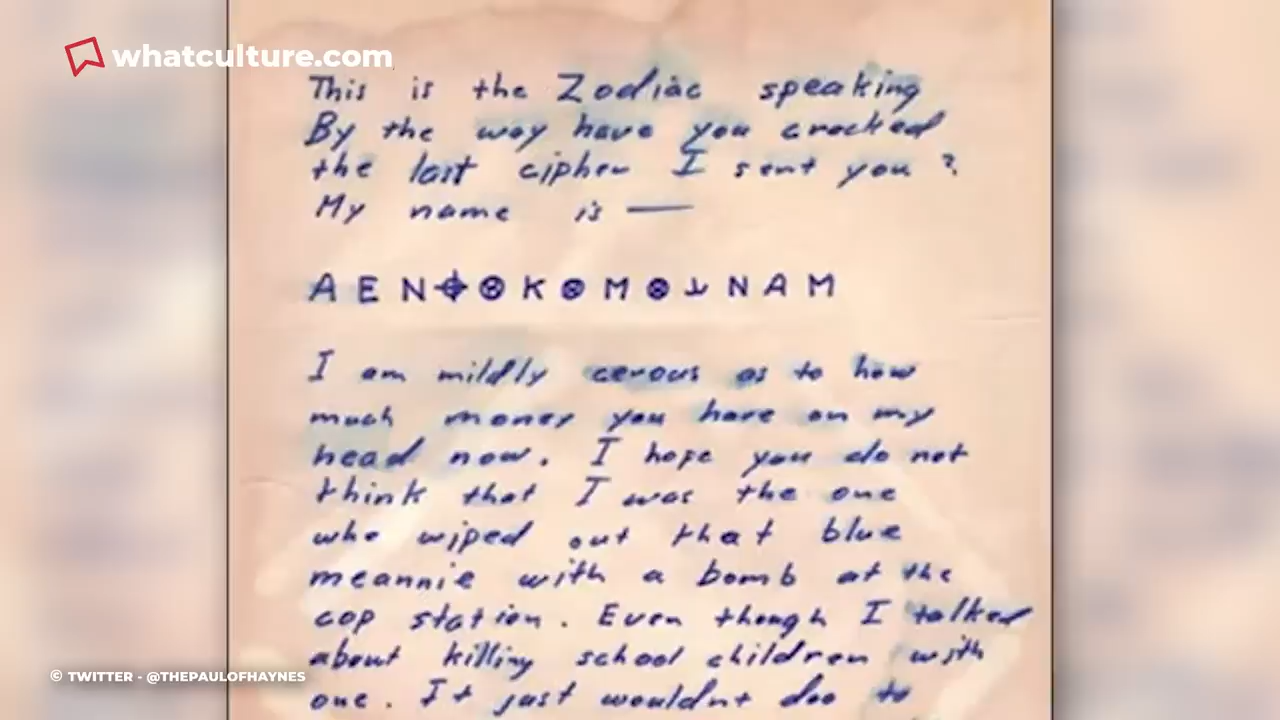 whatculture.com
This is the Zodiac speaking
By the way have you cracked
the last cipher I sent you ?
My name is —
A E N ⌖ ⊗ K ⊗ M ⊗ ⅃ N A M
I am mildly cerous as to how
much money you have on my
head now. I hope you do not
think that I was the one
who wiped out that blue
meannie with a bomb at the
cop station. Even though I talked
about killing school children with
one. It just wouldnt doo to
© TWITTER - @THEPAULOFHAYNES